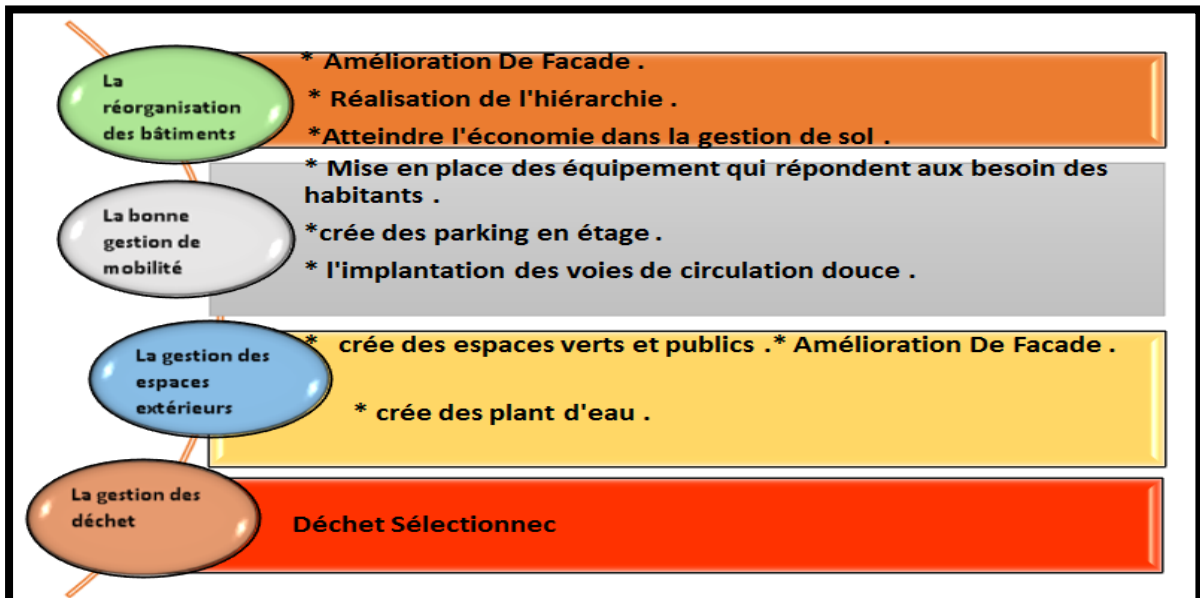 La
réorganisation
des bâtiments
* Amélioration De Facade .
* Réalisation de l'hiérarchie .
*Atteindre l'économie dans la gestion de sol .
La bonne
gestion de
mobilité
* Mise en place des équipement qui répondent aux besoin des
habitants .
*crée des parking en étage .
* l'implantation des voies de circulation douce .
La gestion des
espaces
extérieurs
* crée des espaces verts et publics .* Amélioration De Facade .
* crée des plant d'eau .
La gestion des
déchet
Déchet Sélectionnec